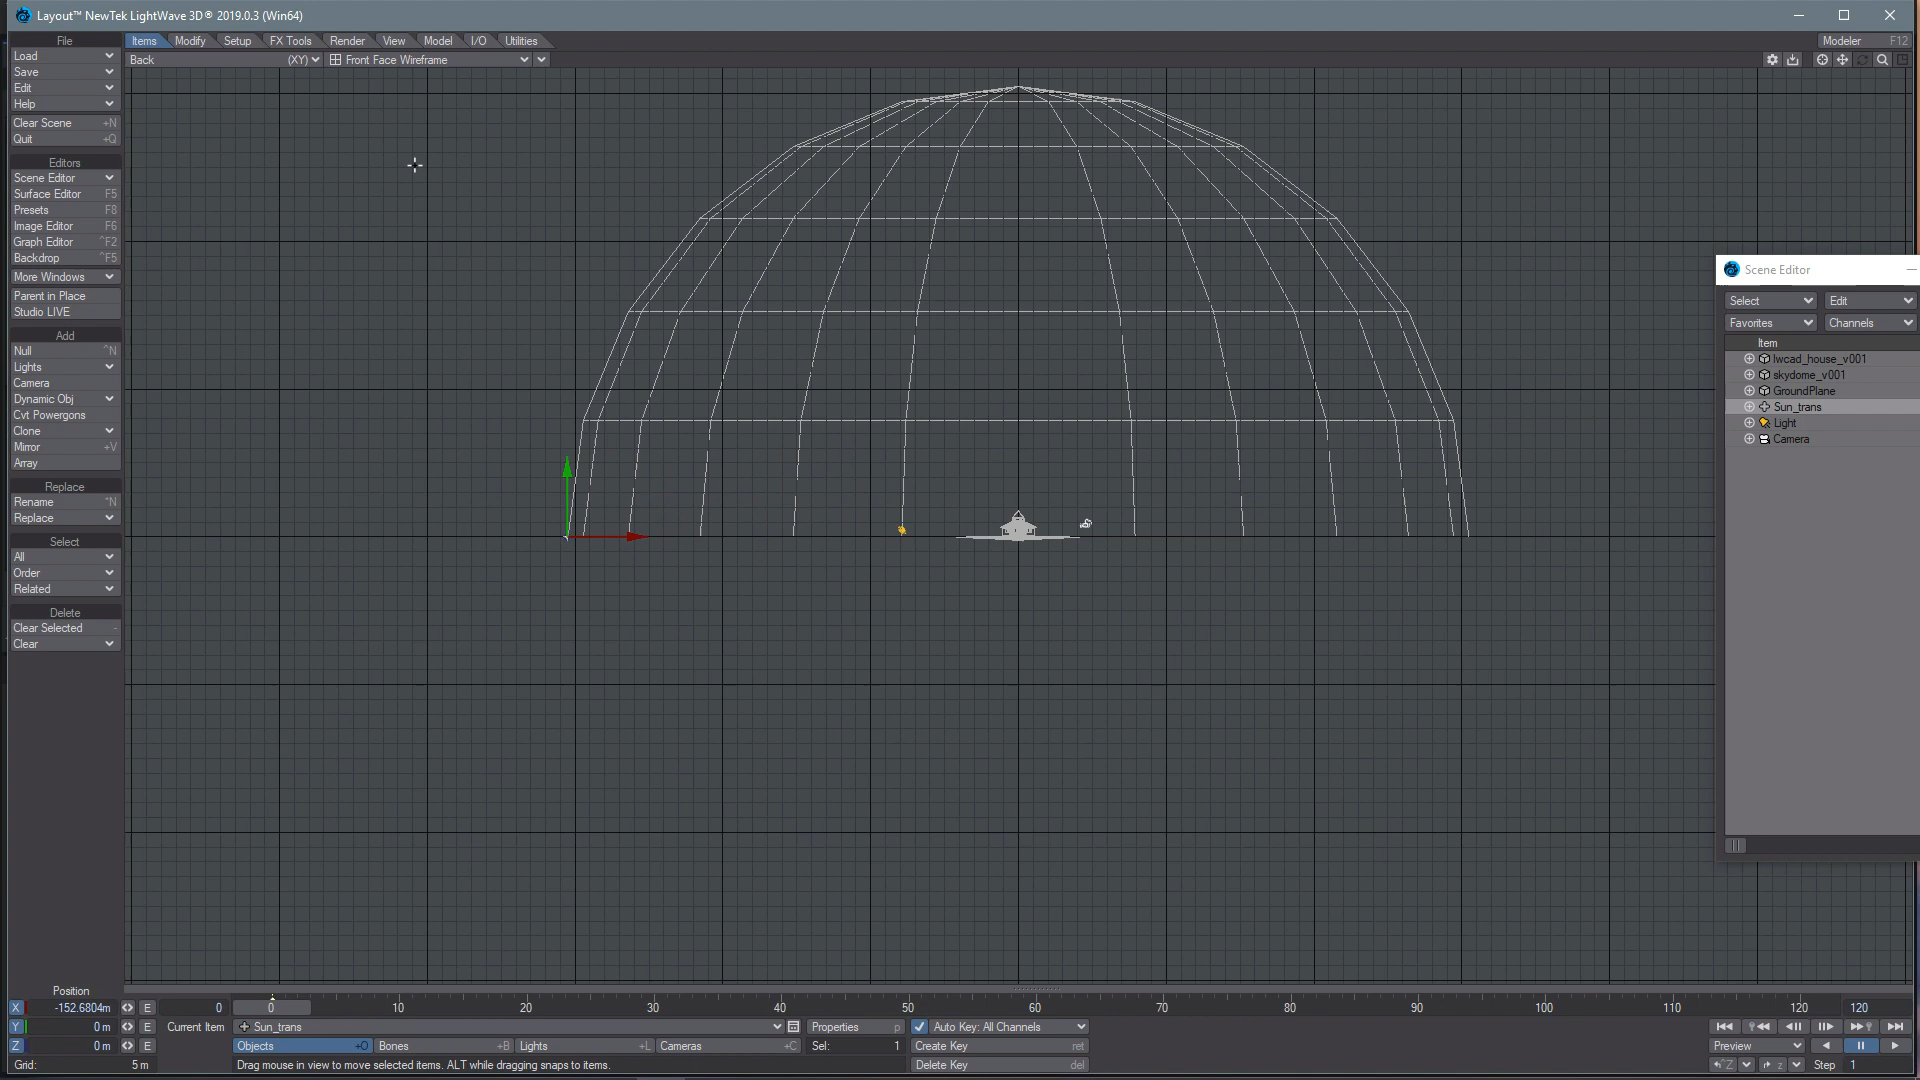 Layout™ NewTek LightWave 3D® 2019.0.3 (Win64)
File Items Modify Setup FX Tools Render View Model I/O Utilities Modeler F12
Back (XY) Front Face Wireframe
Load
Save
Edit
Help
Clear Scene +N
Quit +Q
Editors
Scene Editor
Surface Editor F5
Presets F8
Image Editor F6
Graph Editor ^F2
Backdrop ^F5
More Windows
Parent in Place
Studio LIVE
Add
Null ^N
Lights
Camera
Dynamic Obj
Cvt Powergons
Clone
Mirror +V
Array
Replace
Rename ^N
Replace
Select
All
Order
Related
Delete
Clear Selected -
Clear
Scene Editor
Select Edit
Favorites Channels
Item
lwcad_house_v001
skydome_v001
GroundPlane
Sun_trans
Light
Camera
Position
X -152.6804m E 0 0 10 20 30 40 50 60 70 80 90 100 110 120 120
Y 0 m E Current Item Sun_trans Properties p Auto Key: All Channels
Z 0 m E Objects +O Bones +B Lights +L Cameras +C Sel: 1 Create Key ret Preview
Grid: 5 m Drag mouse in view to move selected items. ALT while dragging snaps to items. Delete Key del Step 1